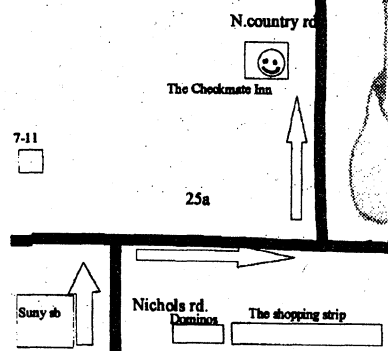 N.country rd
The Checkmate Inn
7-11
25a
Nichols rd.
Suny sb
Dominos
The shopping strip